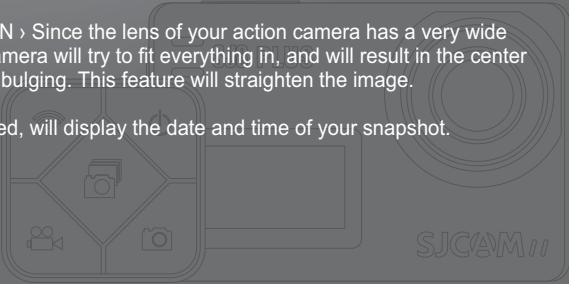 N › Since the lens of your action camera has a very wide
amera will try to fit everything in, and will result in the center
bulging. This feature will straighten the image.
ed, will display the date and time of your snapshot.
SJCAM